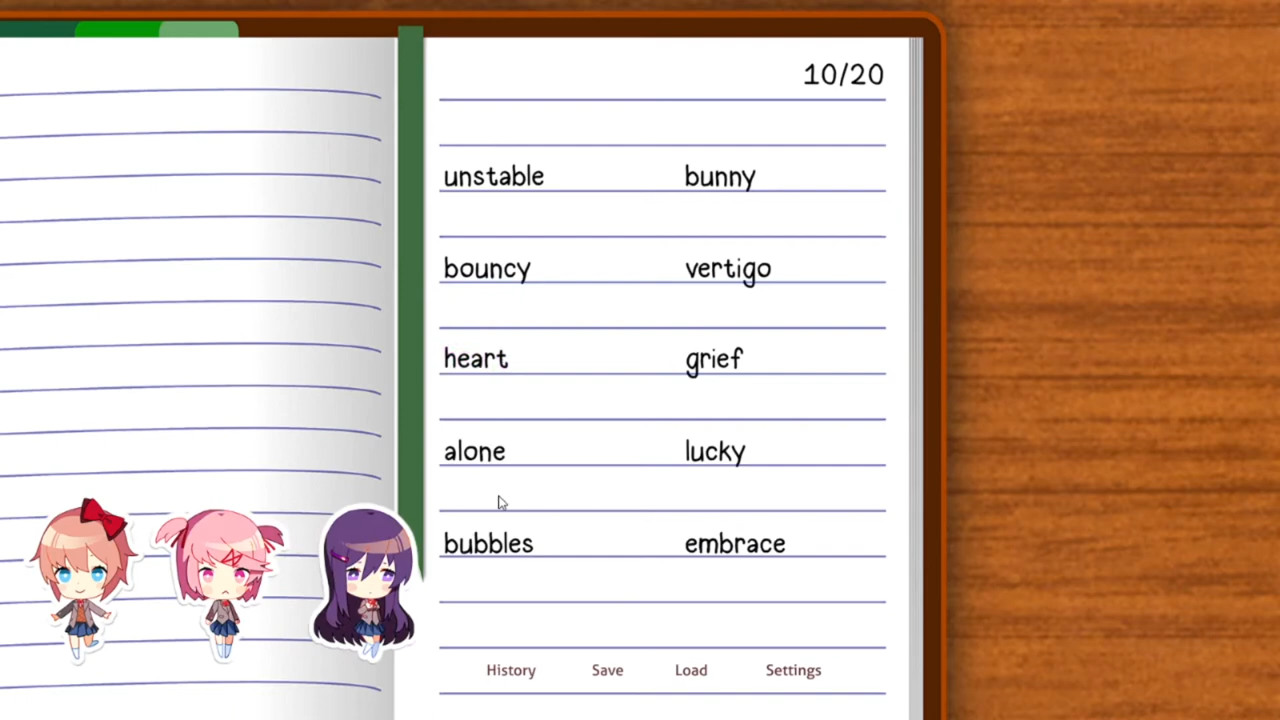 10/20
unstable bunny
bouncy vertigo
heart grief
alone lucky
bubbles embrace
History Save Load Settings